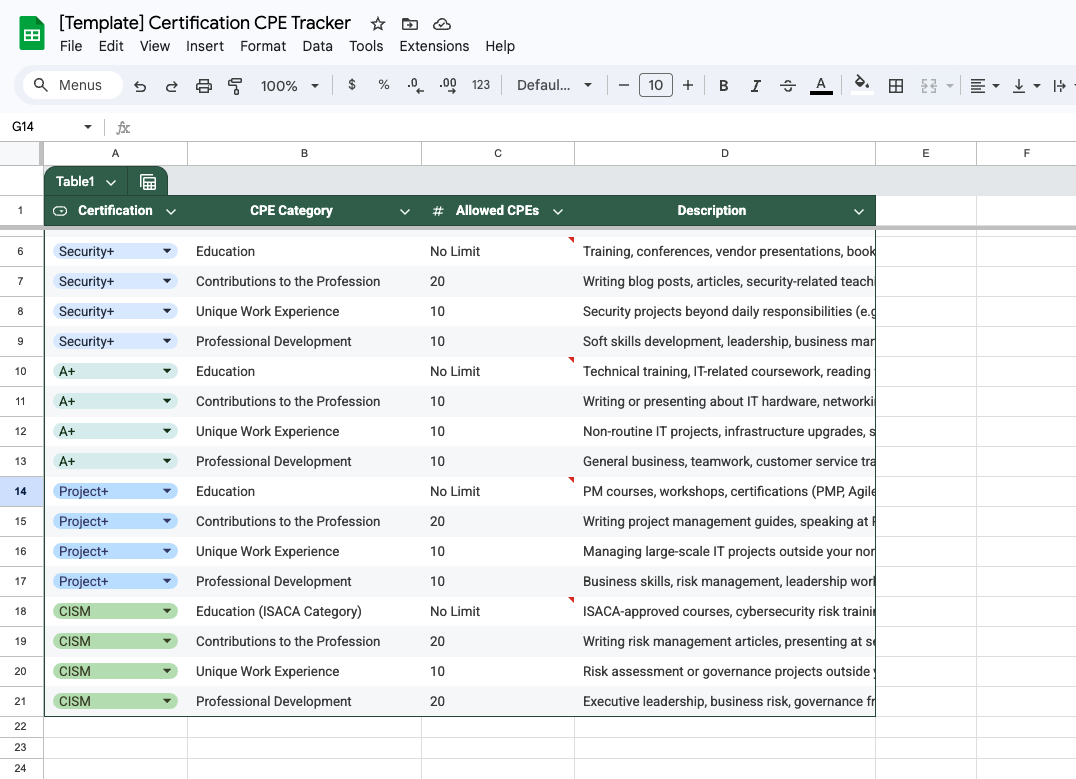 [Template] Certification CPE Tracker
File Edit View Insert Format Data Tools Extensions Help
Menus 100% $ % .0 .00 123 Defaul... − 10 + B I A
G14 fx
A B C D E F
Table1
1 # Certification CPE Category # Allowed CPEs Description
6 Security+ Education No Limit Training, conferences, vendor presentations, book
7 Security+ Contributions to the Profession 20 Writing blog posts, articles, security-related teach
8 Security+ Unique Work Experience 10 Security projects beyond daily responsibilities (e.g
9 Security+ Professional Development 10 Soft skills development, leadership, business mar
10 A+ Education No Limit Technical training, IT-related coursework, reading
11 A+ Contributions to the Profession 10 Writing or presenting about IT hardware, networki
12 A+ Unique Work Experience 10 Non-routine IT projects, infrastructure upgrades, s
13 A+ Professional Development 10 General business, teamwork, customer service tra
14 Project+ Education No Limit PM courses, workshops, certifications (PMP, Agile
15 Project+ Contributions to the Profession 20 Writing project management guides, speaking at
16 Project+ Unique Work Experience 10 Managing large-scale IT projects outside your nor
17 Project+ Professional Development 10 Business skills, risk management, leadership worl
18 CISM Education (ISACA Category) No Limit ISACA-approved courses, cybersecurity risk trainin
19 CISM Contributions to the Profession 20 Writing risk management articles, presenting at se
20 CISM Unique Work Experience 10 Risk assessment or governance projects outside
21 CISM Professional Development 20 Executive leadership, business risk, governance fr
22
23
24